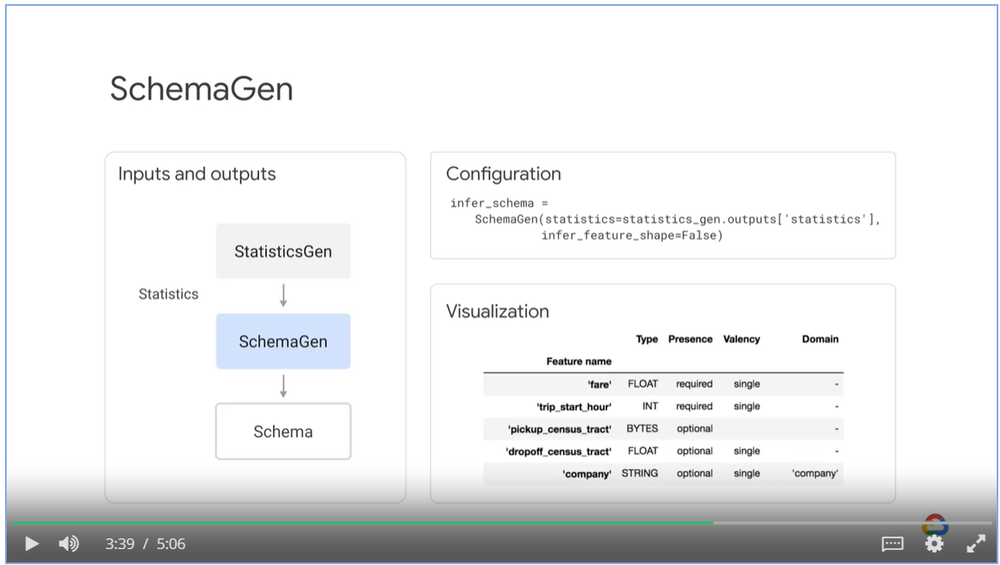 SchemaGen
Inputs and outputs
StatisticsGen
Statistics
SchemaGen
Schema
Configuration
infer_schema =
SchemaGen(statistics=statistics_gen.outputs['statistics'],
infer_feature_shape=False)
Visualization
Type Presence Valency Domain
Feature name
'fare' FLOAT required single -
'trip_start_hour' INT required single -
'pickup_census_tract' BYTES optional -
'dropoff_census_tract' FLOAT optional single -
'company' STRING optional single 'company'
3:39 / 5:06